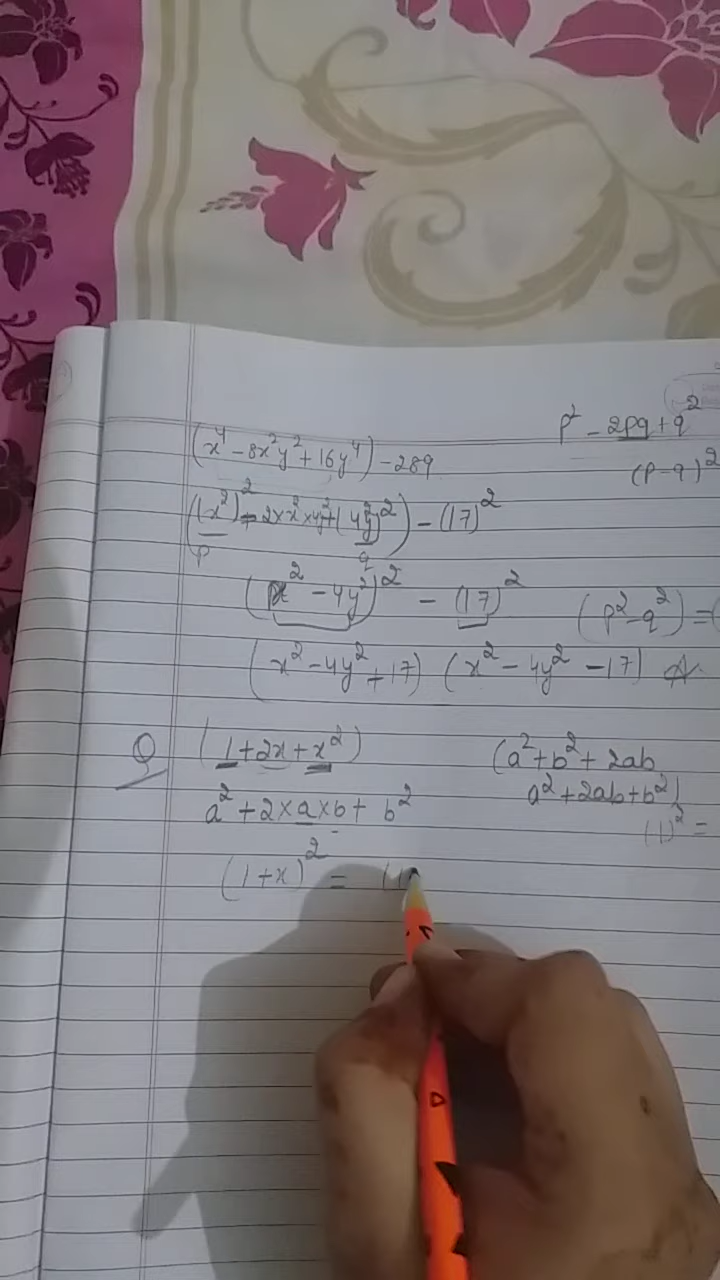 p² - 2pq + q²
(x⁴ - 8x²y² + 16y⁴) - 289
(p - q)²
((x²)² - 2×x²×4y² + (4y²)²) - (17)²
p q
(x² - 4y²)² - (17)² (p² - q²) = (
(x² - 4y² + 17) (x² - 4y² - 17) A.
Q (1 + 2x + x²) (a² + b² + 2ab
a² + 2ab + b²)
a² + 2×a×b + b²
(1)² =
(1 + x)² = (1